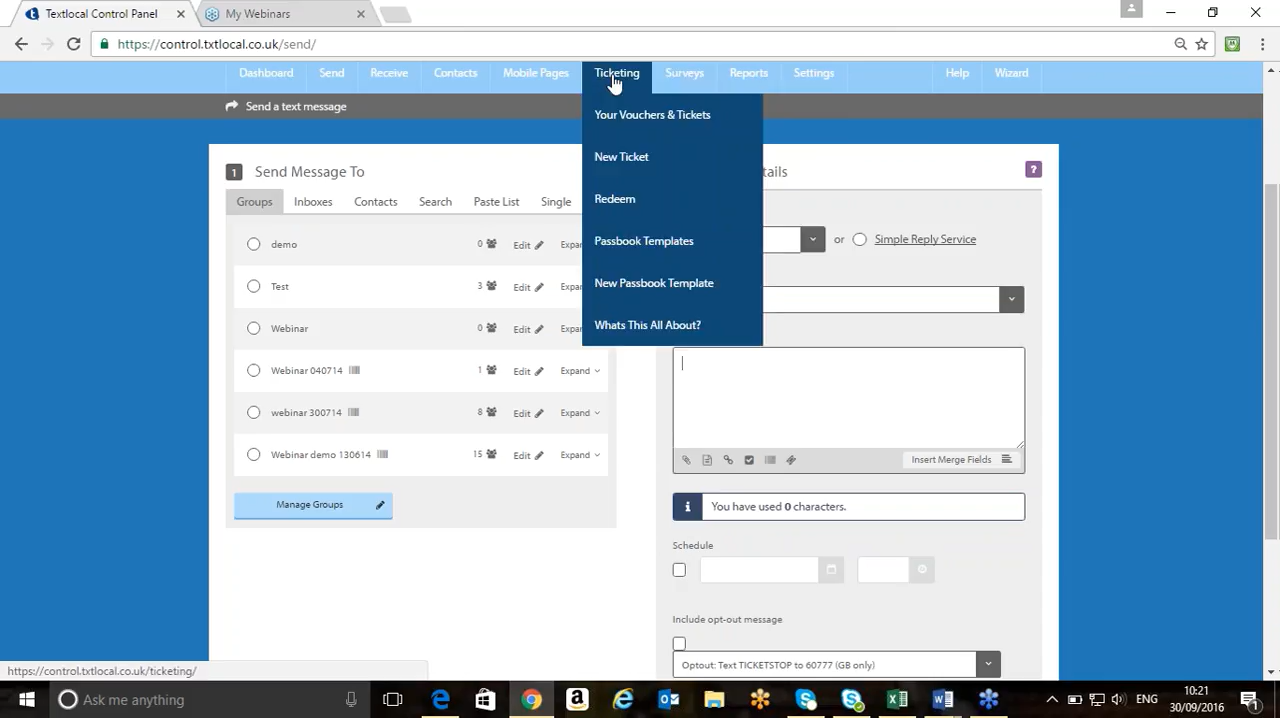 Textlocal Control Panel
My Webinars
https://control.txtlocal.co.uk/send/
Dashboard Send Receive Contacts Mobile Pages Ticketing Surveys Reports Settings Help Wizard
Send a text message
Your Vouchers & Tickets
New Ticket
Redeem
Passbook Templates
New Passbook Template
Whats This All About?
1 Send Message To
tails
?
Groups Inboxes Contacts Search Paste List Single
demo 0 Edit Expa
Test 3 Edit Expa
Webinar 0 Edit Expa
Webinar 040714 1 Edit Expand
webinar 300714 8 Edit Expand
Webinar demo 130614 15 Edit Expand
Manage Groups
or Simple Reply Service
Insert Merge Fields
You have used 0 characters.
Schedule
Include opt-out message
Optout: Text TICKETSTOP to 60777 (GB only)
https://control.txtlocal.co.uk/ticketing/
Ask me anything
ENG
10:21
30/09/2016